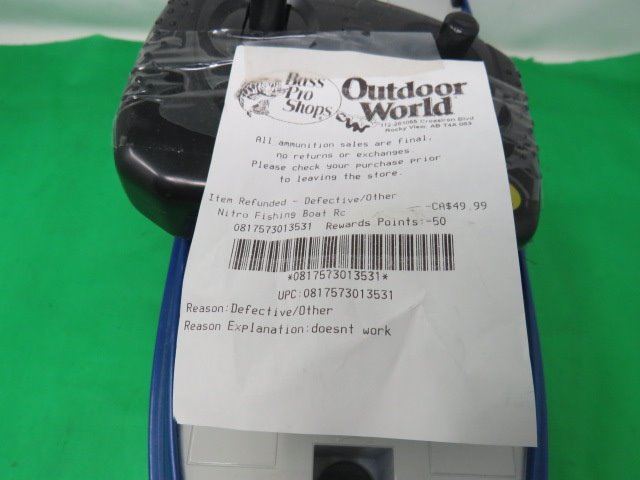 Bass
Pro
Shops
Outdoor
World
Crossiron Blvd
Rocky View, AB T4A 0G3
All ammunition sales are final,
no returns or exchanges.
Please check your purchase prior
to leaving the store.
Item Refunded - Defective/Other
Nitro Fishing Boat Rc -CA$49.99
0817573013531 Rewards Points:-50
*0817573013531*
UPC:0817573013531
Reason:Defective/Other
Reason Explanation:doesnt work